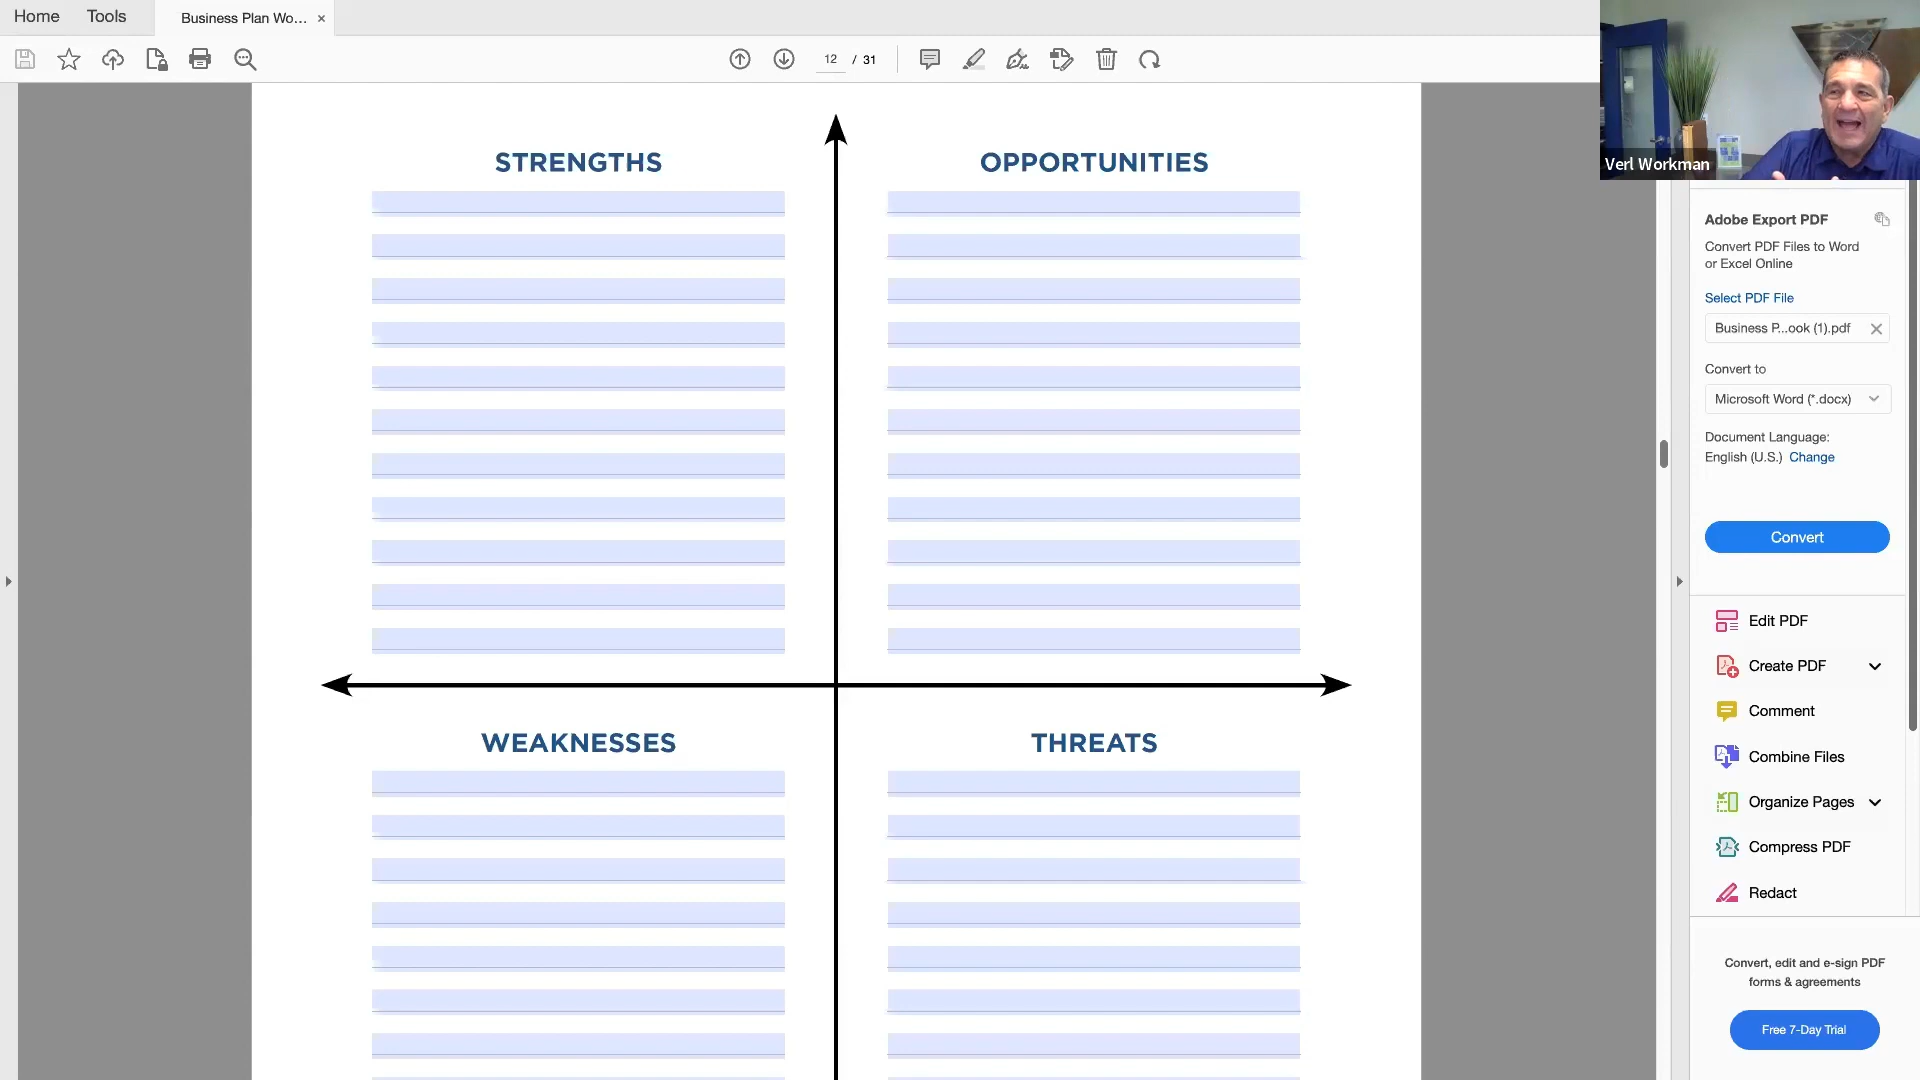 Home Tools Business Plan Wo... ×
12 / 31
Verl Workman
STRENGTHS
OPPORTUNITIES
WEAKNESSES
THREATS
Adobe Export PDF
Convert PDF Files to Word
or Excel Online
Select PDF File
Business P...ook (1).pdf
Convert to
Microsoft Word (*.docx)
Document Language:
English (U.S.) Change
Convert
Edit PDF
Create PDF
Comment
Combine Files
Organize Pages
Compress PDF
Redact
Convert, edit and e-sign PDF
forms & agreements
Free 7-Day Trial